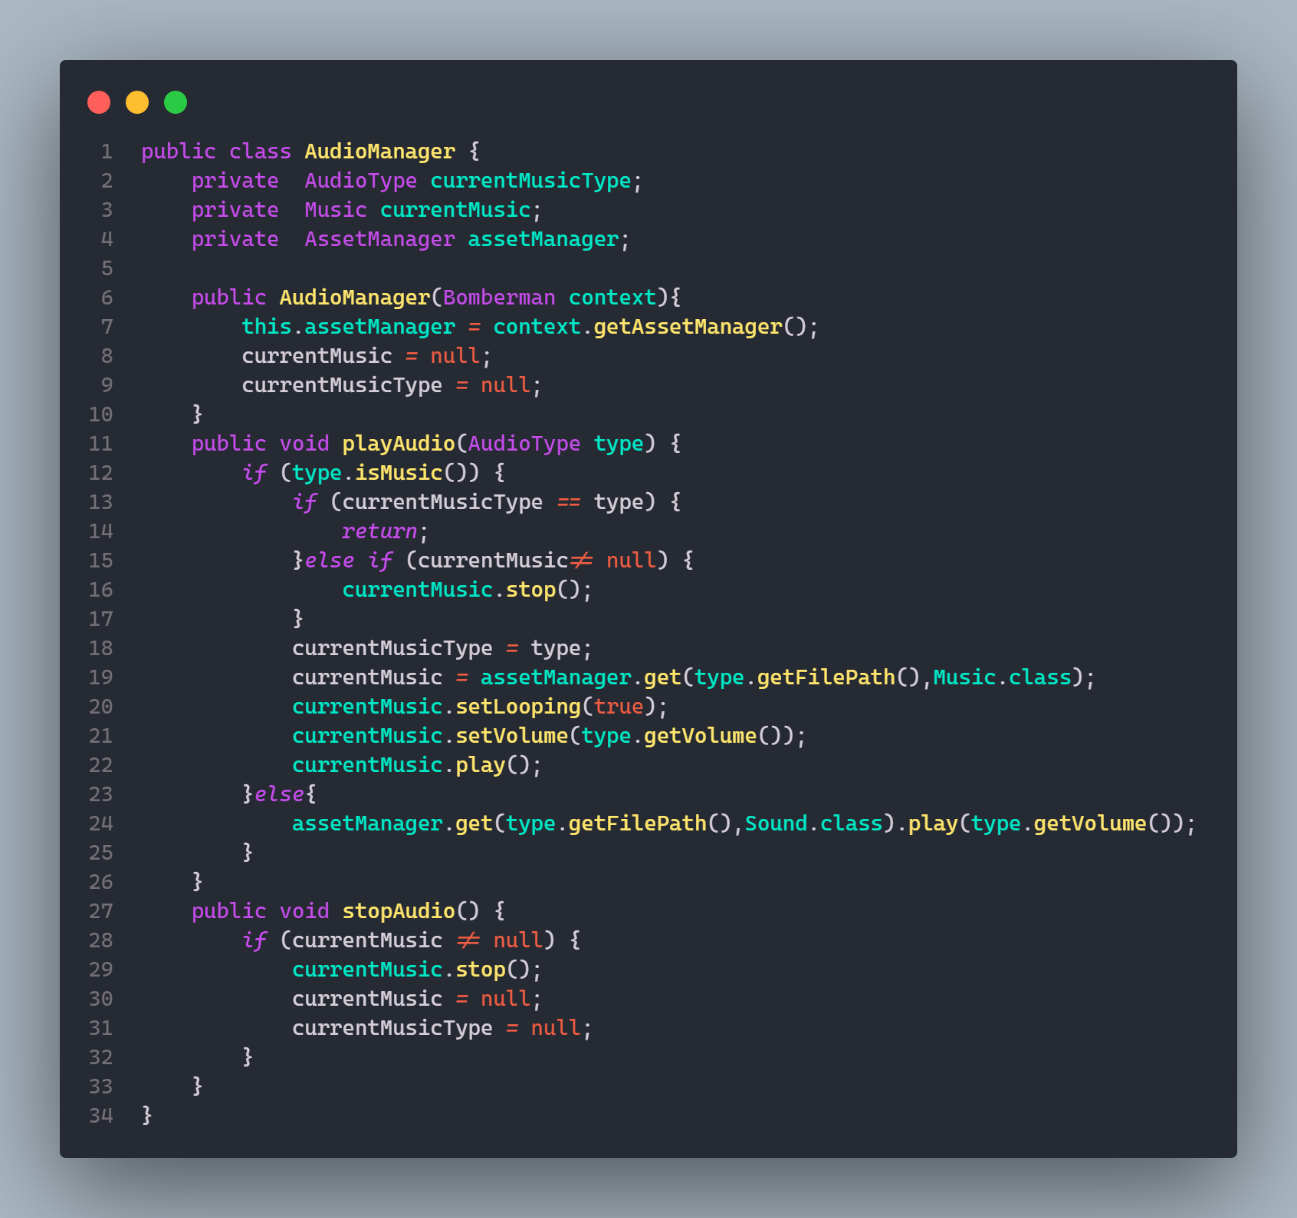 1 public class AudioManager {
2     private  AudioType currentMusicType;
3     private  Music currentMusic;
4     private  AssetManager assetManager;
5
6     public AudioManager(Bomberman context){
7         this.assetManager = context.getAssetManager();
8         currentMusic = null;
9         currentMusicType = null;
10     }
11     public void playAudio(AudioType type) {
12         if (type.isMusic()) {
13             if (currentMusicType == type) {
14                 return;
15             }else if (currentMusic!= null) {
16                 currentMusic.stop();
17             }
18             currentMusicType = type;
19             currentMusic = assetManager.get(type.getFilePath(),Music.class);
20             currentMusic.setLooping(true);
21             currentMusic.setVolume(type.getVolume());
22             currentMusic.play();
23         }else{
24             assetManager.get(type.getFilePath(),Sound.class).play(type.getVolume());
25         }
26     }
27     public void stopAudio() {
28         if (currentMusic != null) {
29             currentMusic.stop();
30             currentMusic = null;
31             currentMusicType = null;
32         }
33     }
34 }